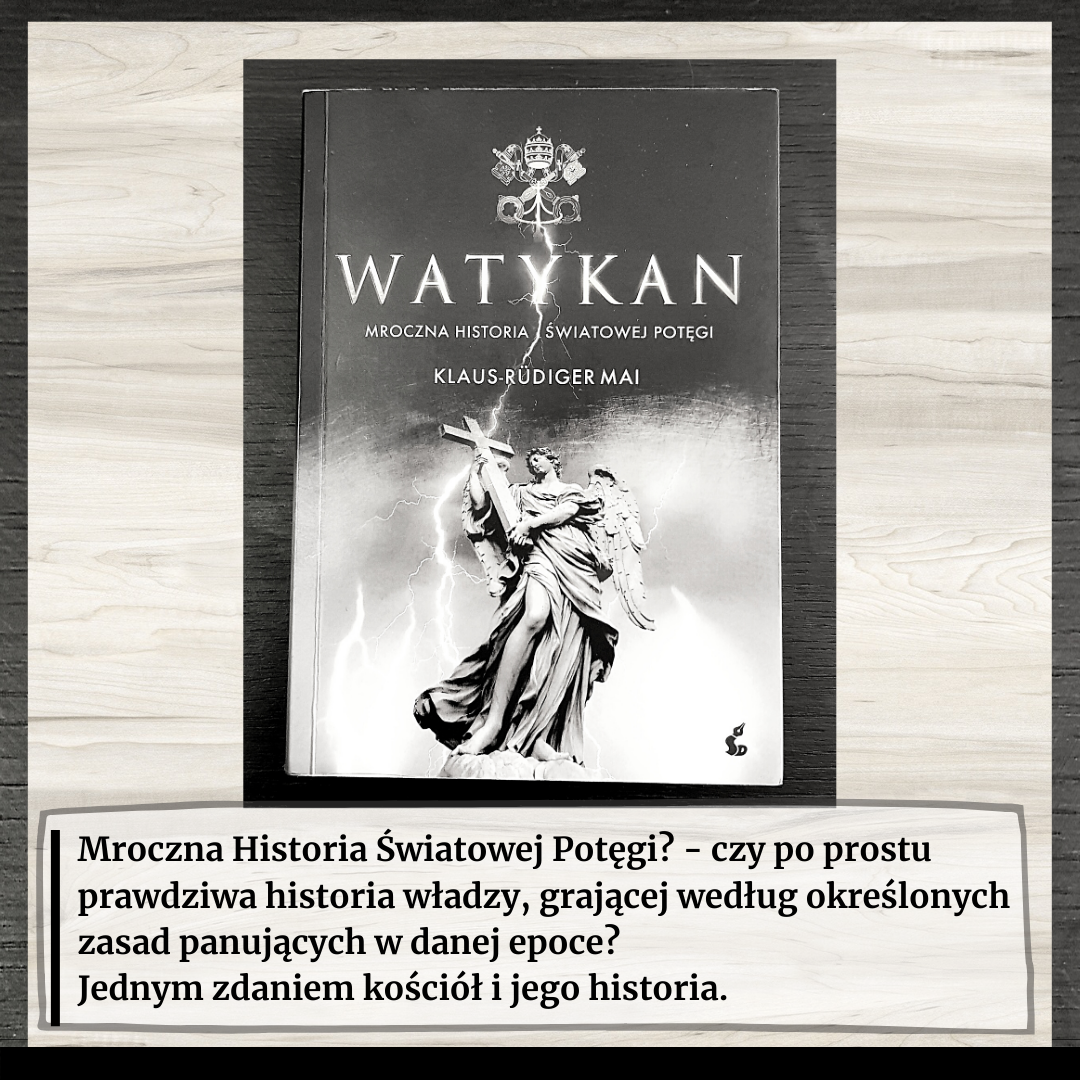 WATYKAN
MROCZNA HISTORIA ŚWIATOWEJ POTĘGI
KLAUS-RÜDIGER MAI
Mroczna Historia Światowej Potęgi? - czy po prostu
prawdziwa historia władzy, grającej według określonych
zasad panujących w danej epoce?
Jednym zdaniem kościół i jego historia.